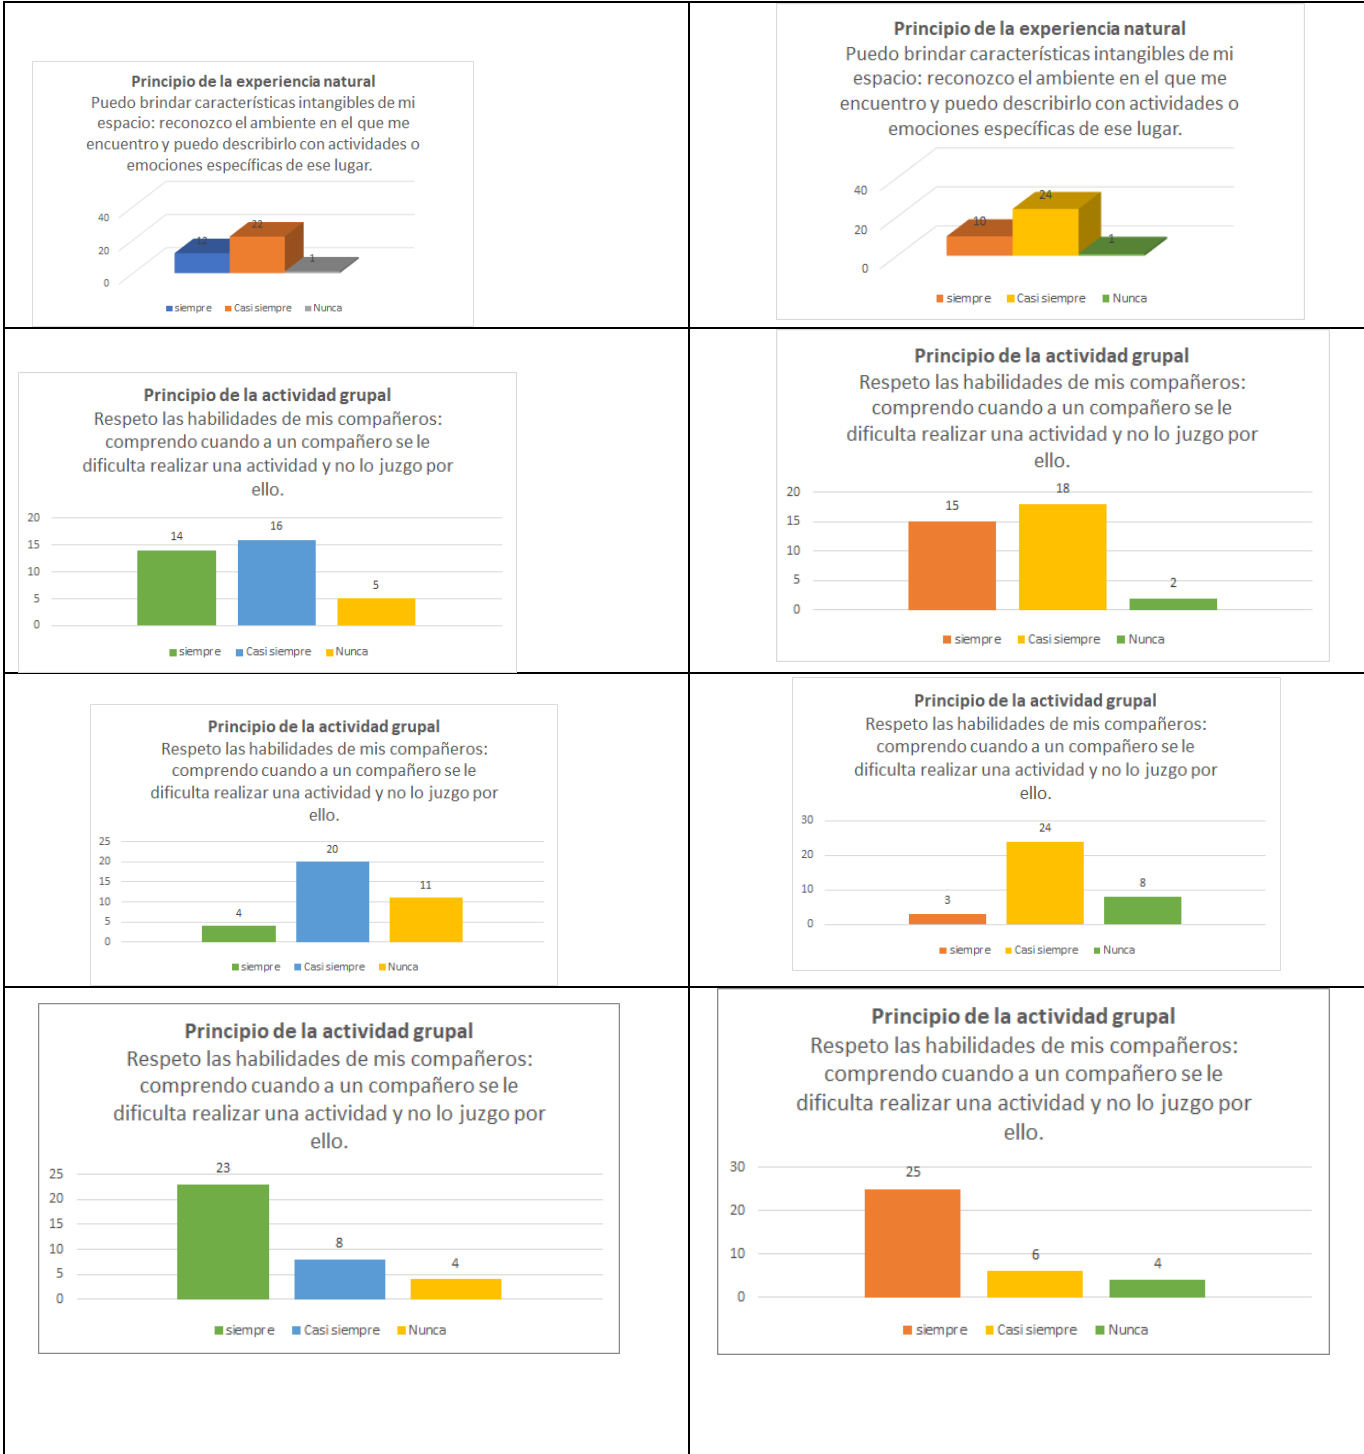 Principio de la experiencia natural
Puedo brindar características intangibles de mi
espacio: reconozco el ambiente en el que me
encuentro y puedo describirlo con actividades o
emociones específicas de ese lugar.
40
20
0
12
22
1
siempre Casi siempre Nunca
Principio de la experiencia natural
Puedo brindar características intangibles de mi
espacio: reconozco el ambiente en el que me
encuentro y puedo describirlo con actividades o
emociones específicas de ese lugar.
40
20
0
10
24
1
siempre Casi siempre Nunca
Principio de la actividad grupal
Respeto las habilidades de mis compañeros:
comprendo cuando a un compañero se le
dificulta realizar una actividad y no lo juzgo por
ello.
20
15
10
5
0
14
16
5
siempre Casi siempre Nunca
Principio de la actividad grupal
Respeto las habilidades de mis compañeros:
comprendo cuando a un compañero se le
dificulta realizar una actividad y no lo juzgo por
ello.
20
15
10
5
0
15
18
2
siempre Casi siempre Nunca
Principio de la actividad grupal
Respeto las habilidades de mis compañeros:
comprendo cuando a un compañero se le
dificulta realizar una actividad y no lo juzgo por
ello.
25
20
15
10
5
0
4
20
11
siempre Casi siempre Nunca
Principio de la actividad grupal
Respeto las habilidades de mis compañeros:
comprendo cuando a un compañero se le
dificulta realizar una actividad y no lo juzgo por
ello.
30
20
10
0
3
24
8
siempre Casi siempre Nunca
Principio de la actividad grupal
Respeto las habilidades de mis compañeros:
comprendo cuando a un compañero se le
dificulta realizar una actividad y no lo juzgo por
ello.
25
20
15
10
5
0
23
8
4
siempre Casi siempre Nunca
Principio de la actividad grupal
Respeto las habilidades de mis compañeros:
comprendo cuando a un compañero se le
dificulta realizar una actividad y no lo juzgo por
ello.
30
20
10
0
25
6
4
siempre Casi siempre Nunca